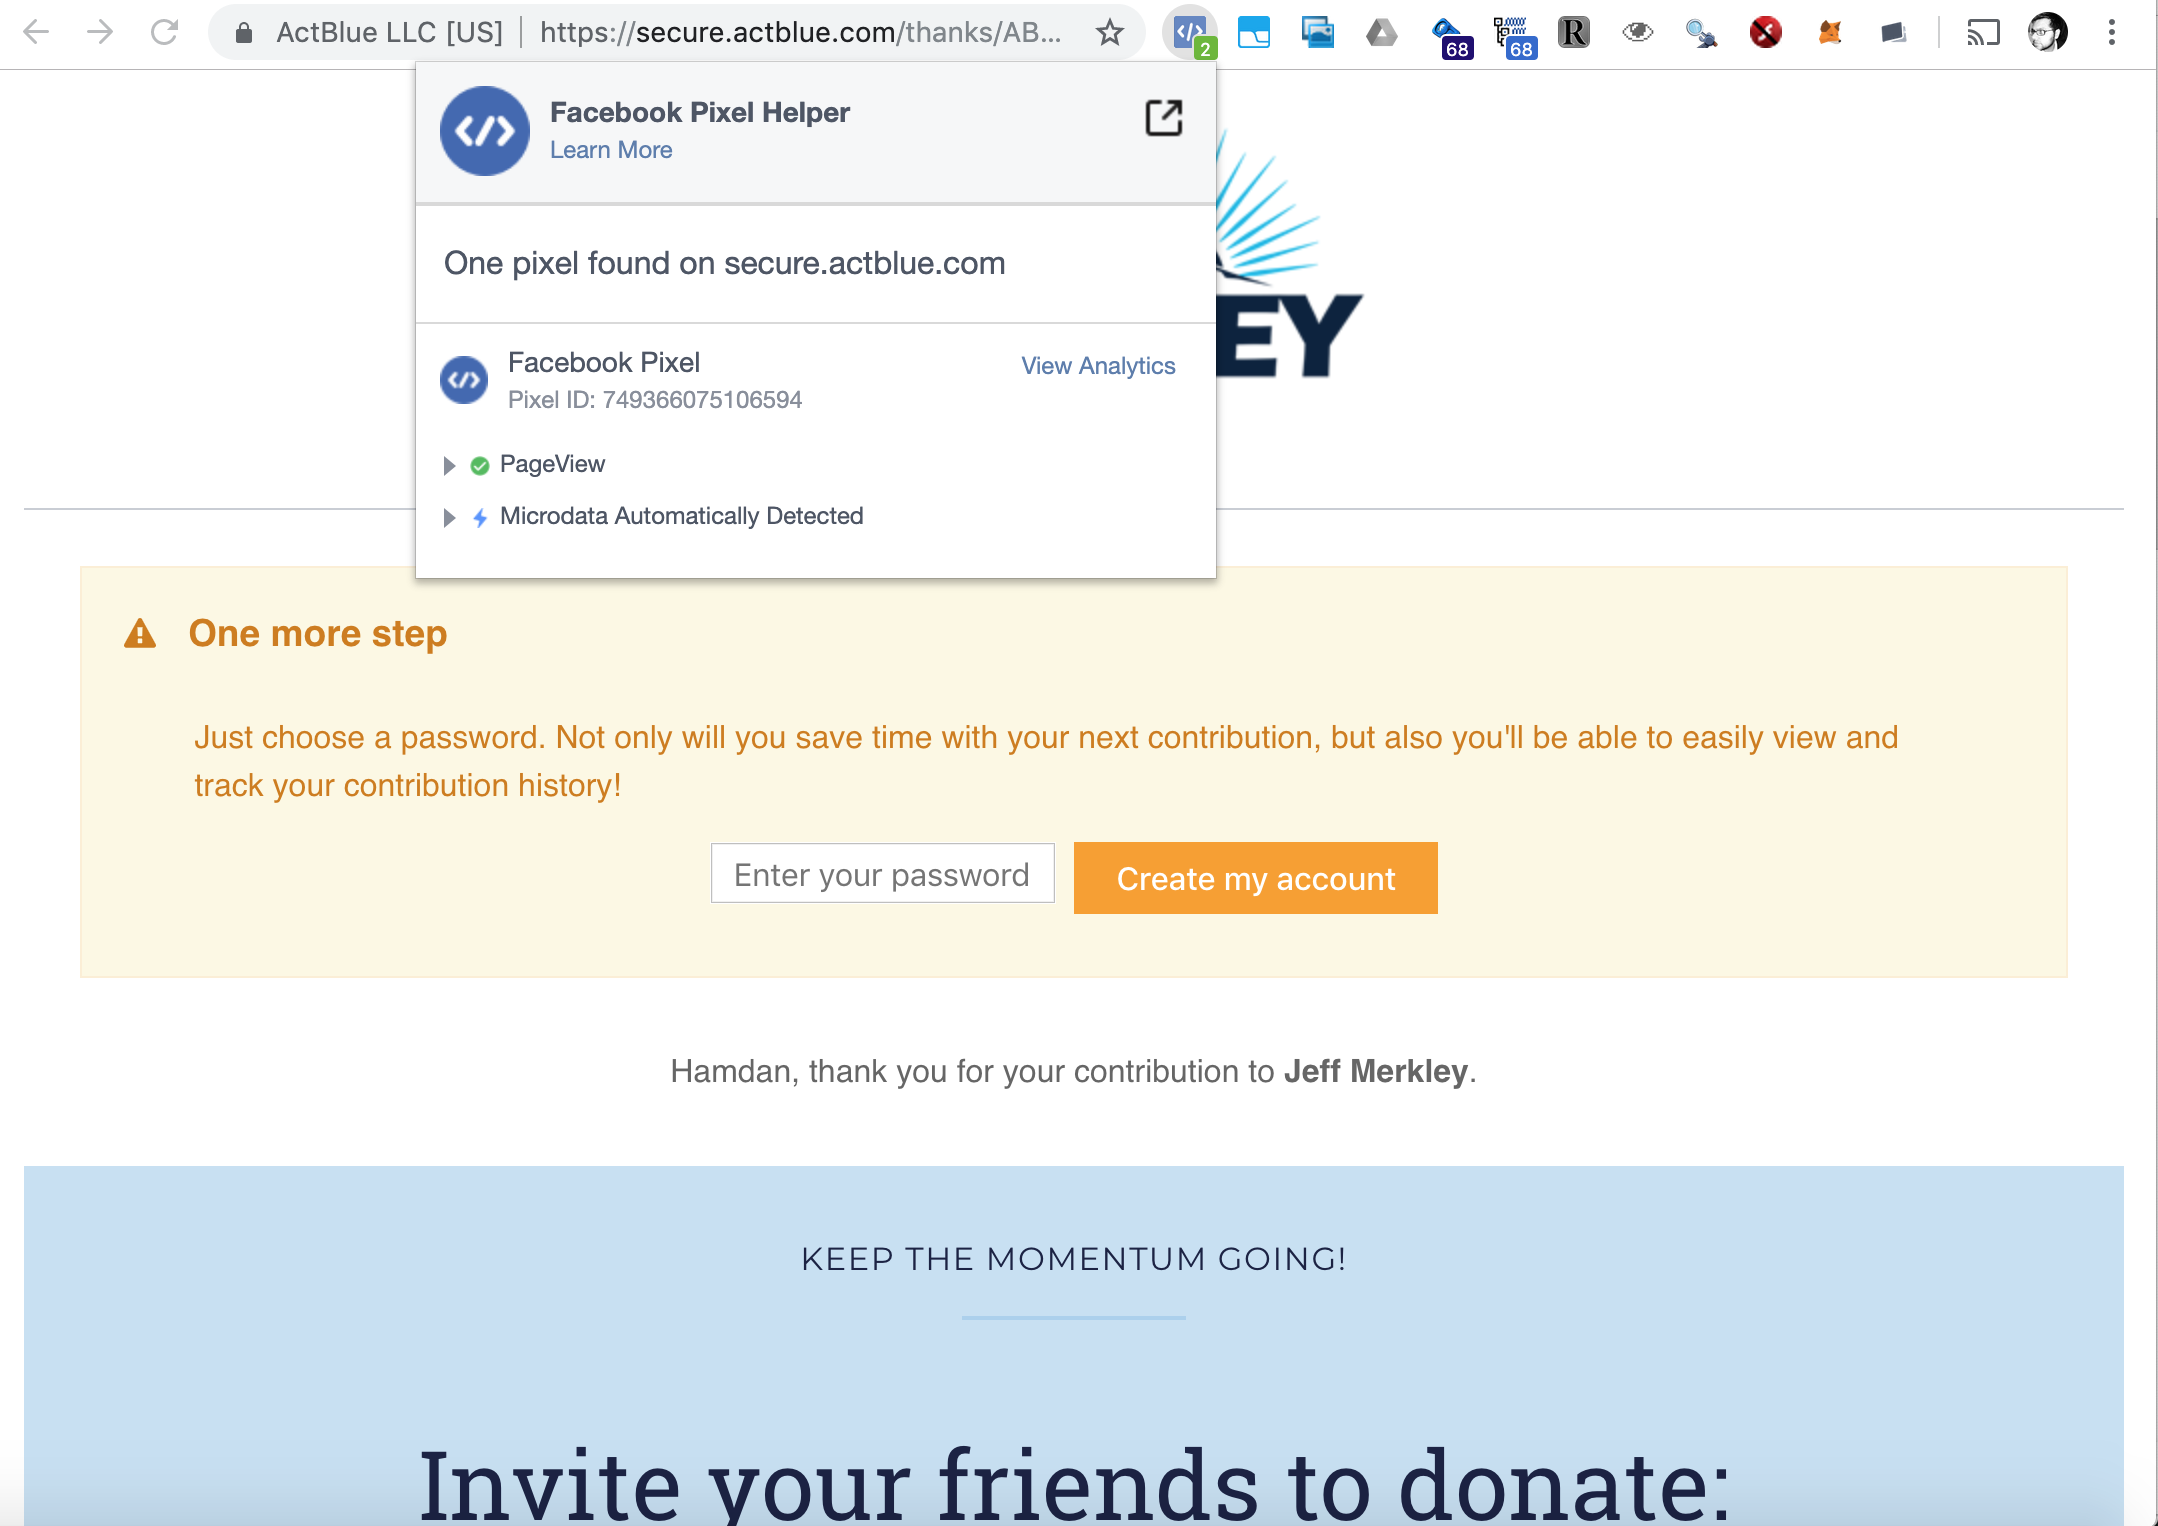 ActBlue LLC [US] https://secure.actblue.com/thanks/AB...
2
68
68
R
Facebook Pixel Helper
Learn More
One pixel found on secure.actblue.com
Facebook Pixel
View Analytics
Pixel ID: 749366075106594
PageView
Microdata Automatically Detected
EY
One more step
Just choose a password. Not only will you save time with your next contribution, but also you'll be able to easily view and
track your contribution history!
Enter your password
Create my account
Hamdan, thank you for your contribution to Jeff Merkley.
KEEP THE MOMENTUM GOING!
Invite your friends to donate: